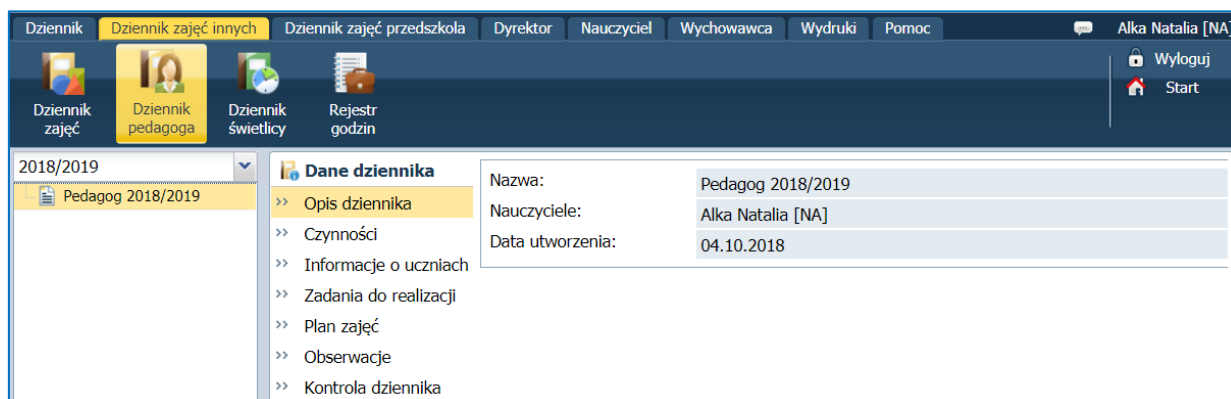 Dziennik Dziennik zajęć innych Dziennik zajęć przedszkola Dyrektor Nauczyciel Wychowawca Wydruki Pomoc Alka Natalia [NA]
Dziennik zajęć
Dziennik pedagoga
Dziennik świetlicy
Rejestr godzin
Wyloguj
Start
2018/2019
Pedagog 2018/2019
Dane dziennika
Opis dziennika
Czynności
Informacje o uczniach
Zadania do realizacji
Plan zajęć
Obserwacje
Kontrola dziennika
Nazwa: Pedagog 2018/2019
Nauczyciele: Alka Natalia [NA]
Data utworzenia: 04.10.2018